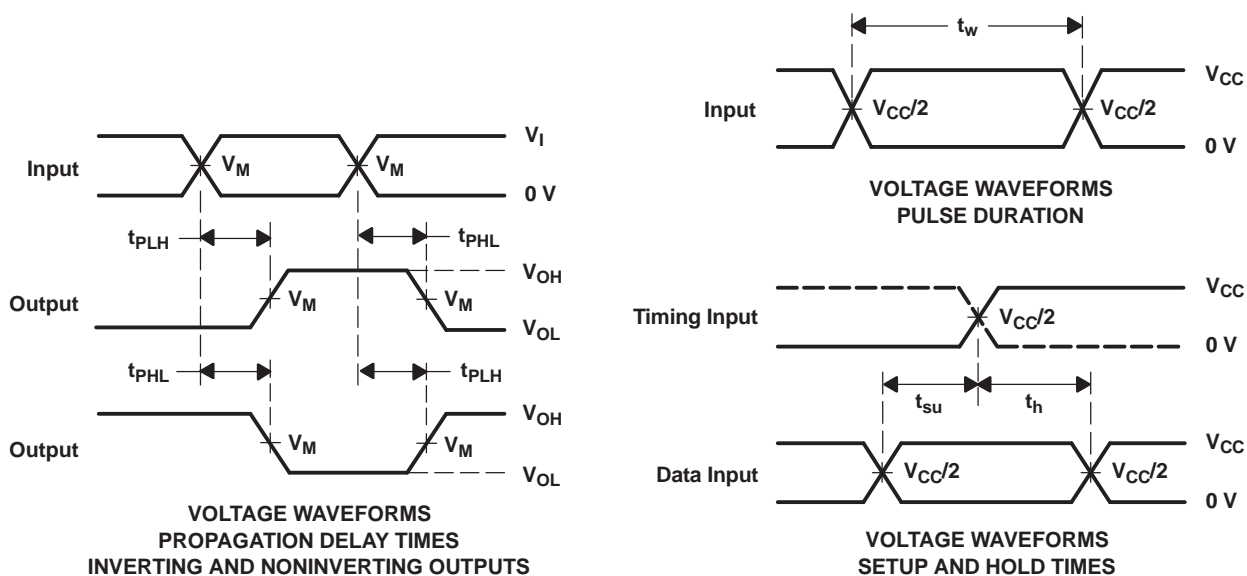 Input
V_I
V_M
V_M
0 V
t_PLH
t_PHL
Output
V_OH
V_M
V_M
V_OL
t_PHL
t_PLH
Output
V_OH
V_M
V_M
V_OL
VOLTAGE WAVEFORMS
PROPAGATION DELAY TIMES
INVERTING AND NONINVERTING OUTPUTS
t_w
Input
V_CC
V_CC/2
V_CC/2
0 V
VOLTAGE WAVEFORMS
PULSE DURATION
Timing Input
V_CC
V_CC/2
0 V
t_su
t_h
Data Input
V_CC
V_CC/2
V_CC/2
0 V
VOLTAGE WAVEFORMS
SETUP AND HOLD TIMES